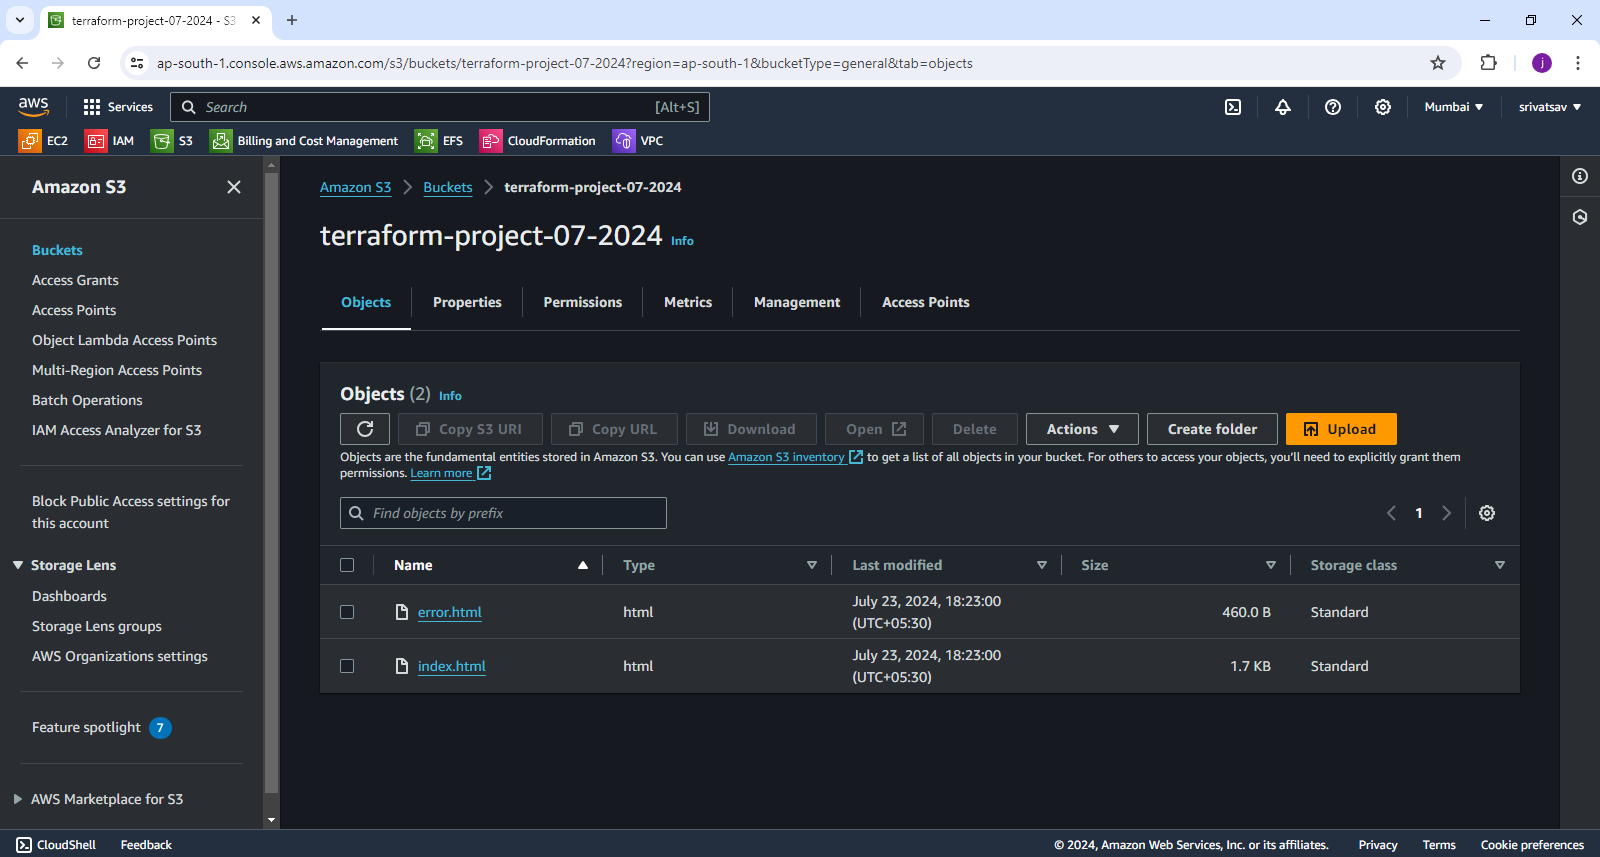 terraform-project-07-2024 - S3
ap-south-1.console.aws.amazon.com/s3/buckets/terraform-project-07-2024?region=ap-south-1&bucketType=general&tab=objects
j
aws
Services
Search
[Alt+S]
Mumbai
srivatsav
EC2
IAM
S3
Billing and Cost Management
EFS
CloudFormation
VPC
Amazon S3
Buckets
Access Grants
Access Points
Object Lambda Access Points
Multi-Region Access Points
Batch Operations
IAM Access Analyzer for S3
Block Public Access settings for
this account
Storage Lens
Dashboards
Storage Lens groups
AWS Organizations settings
Feature spotlight 7
AWS Marketplace for S3
Amazon S3 > Buckets > terraform-project-07-2024
terraform-project-07-2024 Info
Objects
Properties
Permissions
Metrics
Management
Access Points
Objects (2) Info
Copy S3 URI
Copy URL
Download
Open
Delete
Actions
Create folder
Upload
Objects are the fundamental entities stored in Amazon S3. You can use Amazon S3 inventory to get a list of all objects in your bucket. For others to access your objects, you'll need to explicitly grant them
permissions. Learn more
Find objects by prefix
1
Name Type Last modified Size Storage class
error.html html July 23, 2024, 18:23:00 460.0 B Standard
(UTC+05:30)
index.html html July 23, 2024, 18:23:00 1.7 KB Standard
(UTC+05:30)
CloudShell
Feedback
© 2024, Amazon Web Services, Inc. or its affiliates.
Privacy
Terms
Cookie preferences